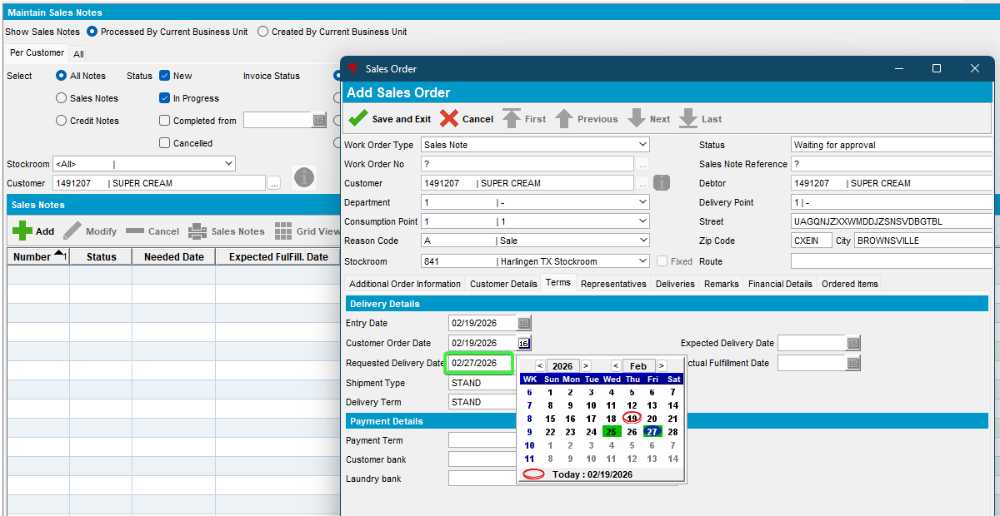 Maintain Sales Notes
Show Sales Notes Processed By Current Business Unit Created By Current Business Unit
Per Customer All
Select All Notes Status New Invoice Status
Sales Notes In Progress
Credit Notes Completed from 16
Cancelled
Stockroom <All> |
Customer 1491207 | SUPER CREAM ... i
Sales Notes
Add Modify Cancel Sales Notes Grid View
Number 1 Status Needed Date Expected FulFill. Date
Sales Order
Add Sales Order
Save and Exit Cancel First Previous Next Last
Work Order Type Sales Note Status Waiting for approval
Work Order No ? ... Sales Note Reference ?
Customer 1491207 | SUPER CREAM ... i Debtor 1491207 | SUPER CREAM
Department 1 | - Delivery Point 1 | -
Consumption Point 1 | 1 Street UAGQNJZXXWMDDJZSNSVDBGTBL
Reason Code A | Sale Zip Code CXEIN City BROWNSVILLE
Stockroom 841 | Harlingen TX Stockroom Fixed Route
Additional Order Information Customer Details Terms Representatives Deliveries Remarks Financial Details Ordered Items
Delivery Details
Entry Date 02/19/2026 16
Customer Order Date 02/19/2026 16 Expected Delivery Date 16
Requested Delivery Date 02/27/2026 ctual Fulfillment Date 16
Shipment Type STAND
Delivery Term STAND
Payment Details
Payment Term
Customer bank
Laundry bank
< 2026 > < Feb >
WK Sun Mon Tue Wed Thu Fri Sat
6 1 2 3 4 5 6 7
7 8 9 10 11 12 13 14
8 15 16 17 18 19 20 21
9 22 23 24 25 26 27 28
10 1 2 3 4 5 6 7
11 8 9 10 11 12 13 14
Today : 02/19/2026